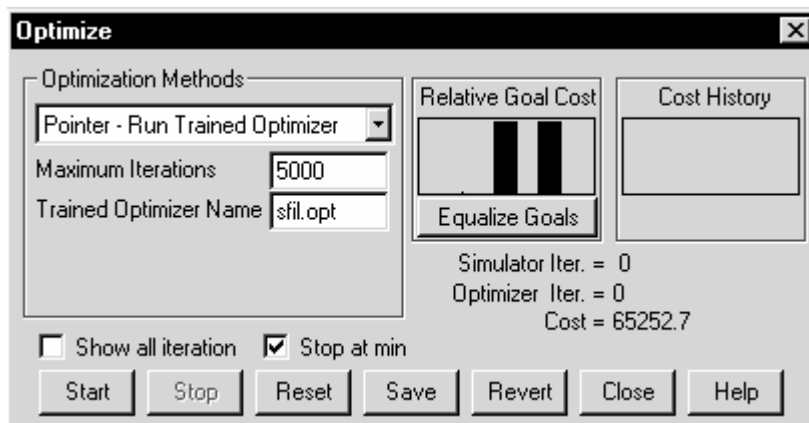 Optimize
Optimization Methods
Pointer - Run Trained Optimizer
Maximum Iterations 5000
Trained Optimizer Name sfil.opt
Relative Goal Cost
Equalize Goals
Cost History
Simulator Iter. = 0
Optimizer Iter. = 0
Cost = 65252.7
Show all iteration Stop at min
Start Stop Reset Save Revert Close Help